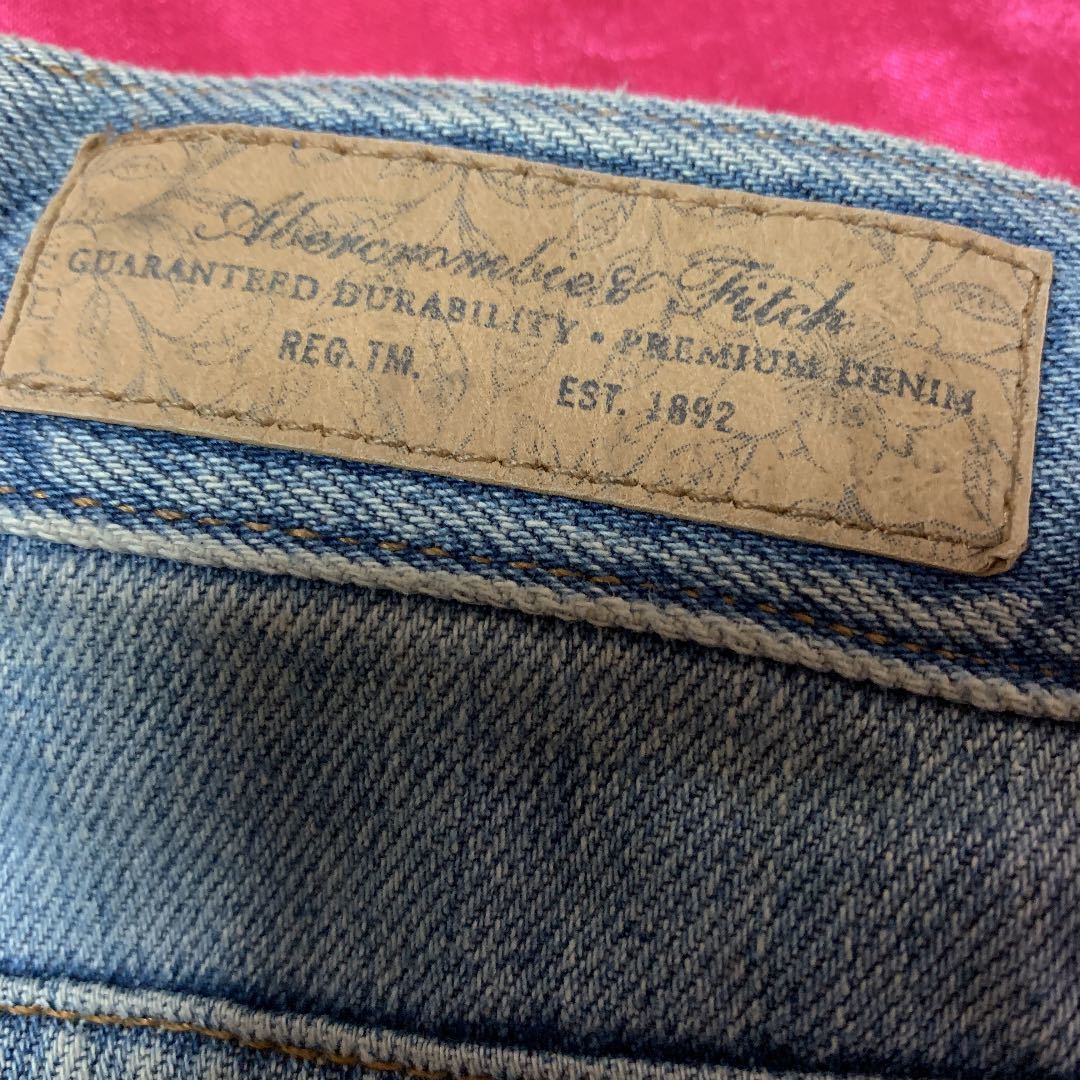 Abercrombie & Fitch
GUARANTEED DURABILITY • PREMIUM DENIM
REG. TM. EST. 1892